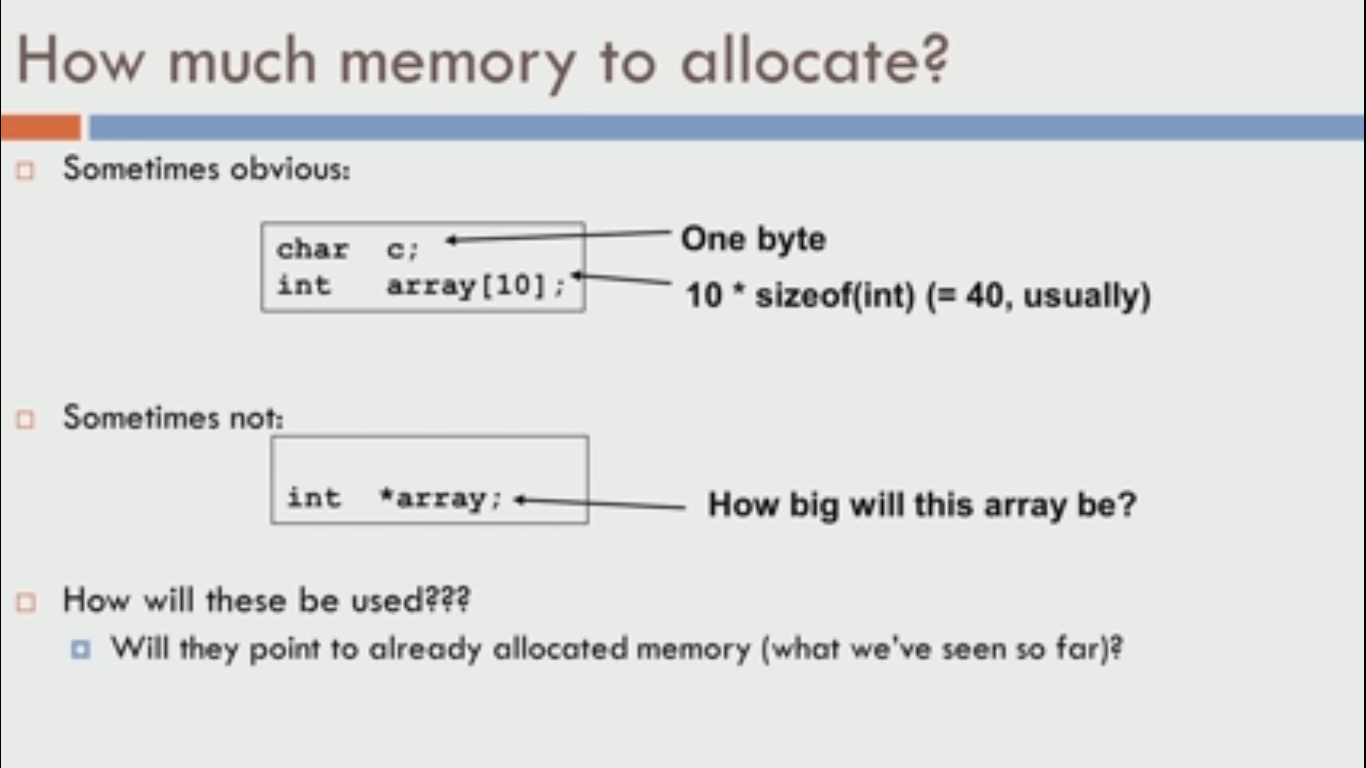 How much memory to allocate?
Sometimes obvious:
char c;
One byte
int array[10];
10 * sizeof(int) (= 40, usually)
Sometimes not:
int *array;
How big will this array be?
How will these be used???
Will they point to already allocated memory (what we've seen so far)?